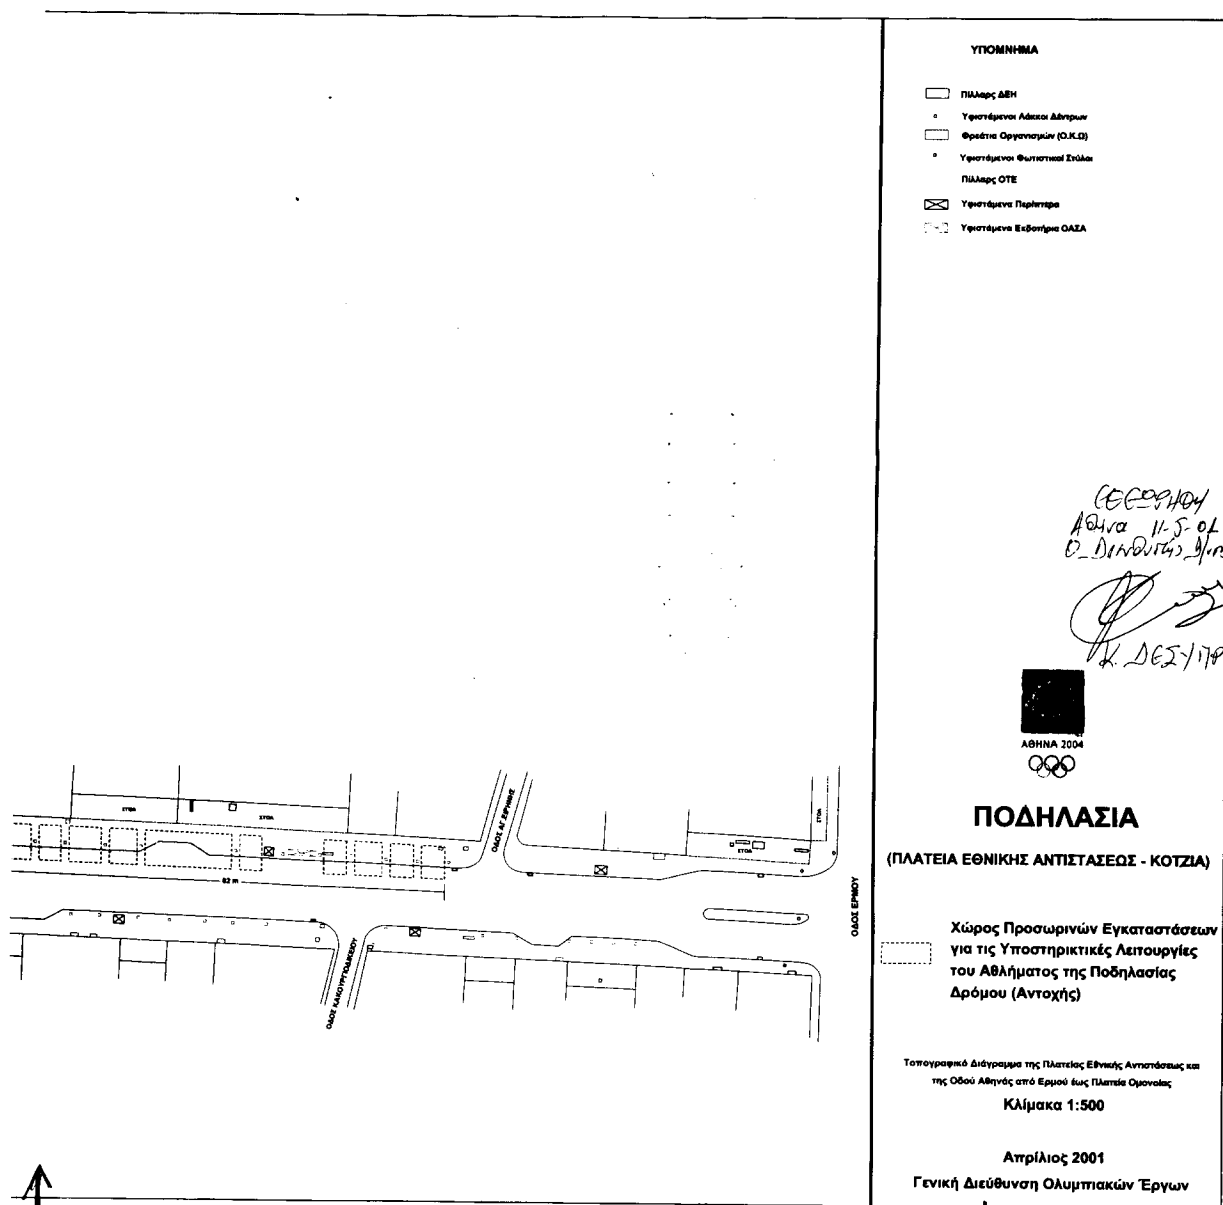 ΥΠΟΜΝΗΜΑ
Πίλλαρς ΔΕΗ
Υφιστάμενοι Λάκκοι Δέντρων
Φρεάτια Οργανισμών (Ο.Κ.Ω)
Υφιστάμενοι Φωτιστικοί Στύλοι
Πίλλαρς ΟΤΕ
Υφιστάμενα Περίπτερα
Υφιστάμενα Εκδοτήρια ΟΑΣΑ
Αθήνα 11-5-01
ΑΘΗΝΑ 2004
ΠΟΔΗΛΑΣΙΑ
(ΠΛΑΤΕΙΑ ΕΘΝΙΚΗΣ ΑΝΤΙΣΤΑΣΕΩΣ - ΚΟΤΖΙΑ)
Χώρος Προσωρινών Εγκαταστάσεων
για τις Υποστηρικτικές Λειτουργίες
του Αθλήματος της Ποδηλασίας
Δρόμου (Αντοχής)
Τοπογραφικό Διάγραμμα της Πλατείας Εθνικής Αντιστάσεως και
της Οδού Αθηνάς από Ερμού έως Πλατεία Ομονοίας
Κλίμακα 1:500
Απρίλιος 2001
Γενική Διεύθυνση Ολυμπιακών Έργων
ΣΤΟΑ
ΣΤΟΑ
ΟΔΟΣ ΑΓ ΕΙΡΗΝΗΣ
ΣΤΟΑ
ΣΤΟΑ
82 m
ΟΔΟΣ ΕΡΜΟΥ
ΟΔΟΣ ΚΑΚΟΥΡΓΙΟΔΙΚΕΙΟΥ